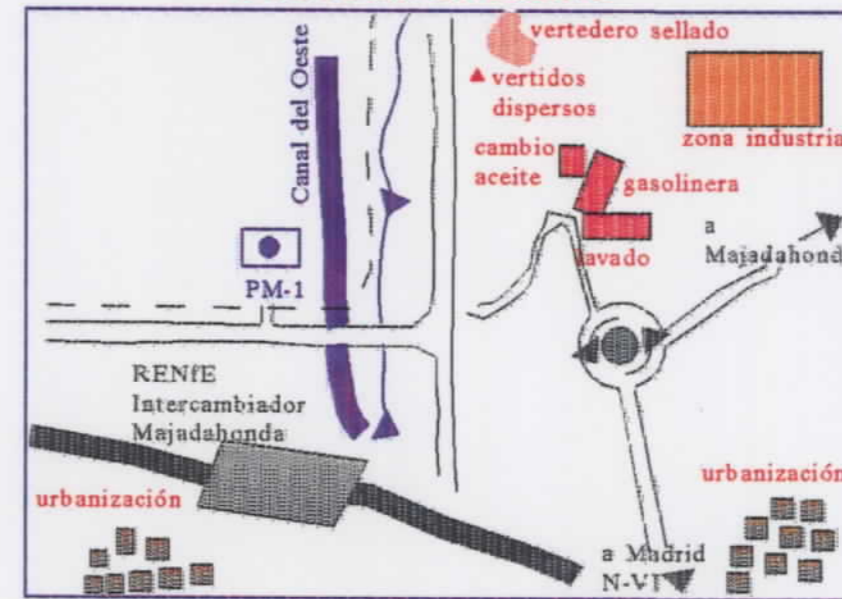 vertedero sellado
vertidos
dispersos
Canal del Oeste
zona industria
cambio
aceite
gasolinera
lavado
a
Majadahond
PM-1
RENfE
Intercambiador
Majadahonda
urbanización
urbanización
a Madrid
N-VI